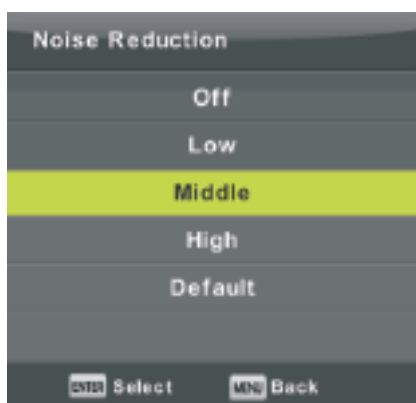 Noise Reduction
Off
Low
Middle
High
Default
ENTER Select MENU Back